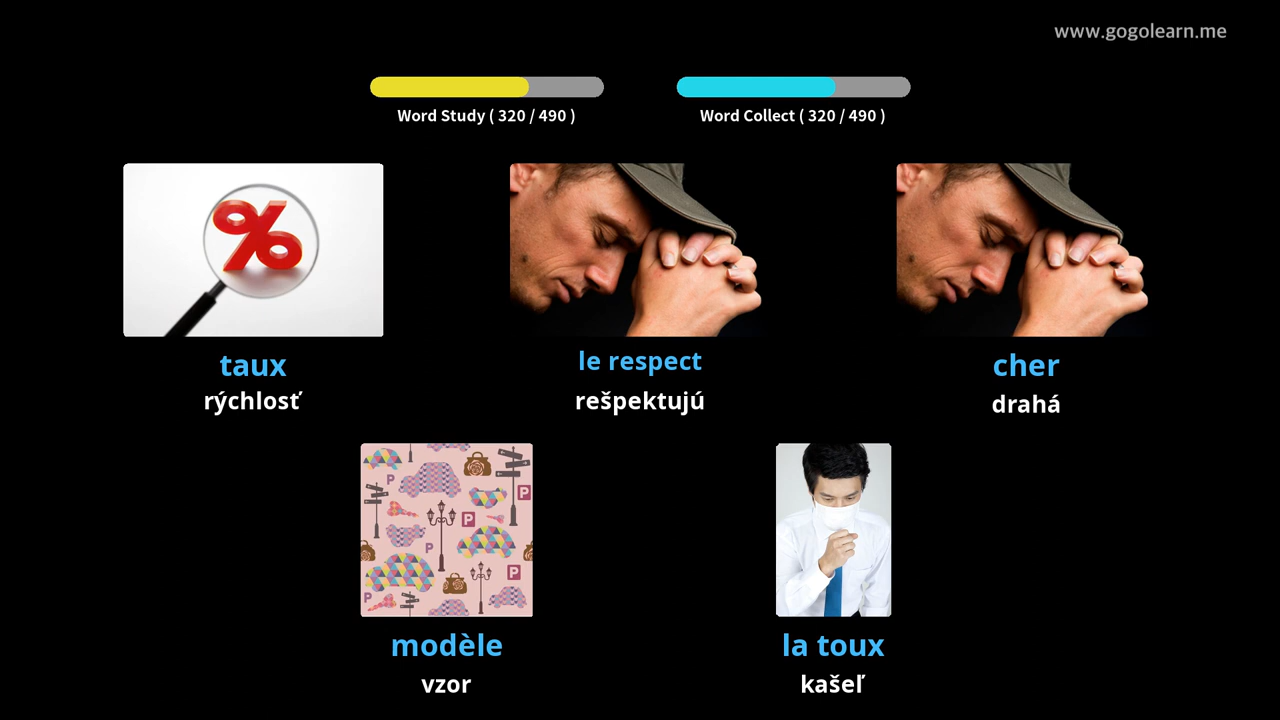 www.gogolearn.me
Word Study ( 320 / 490 )
Word Collect ( 320 / 490 )
taux
rýchlosť
le respect
rešpektujú
cher
drahá
P
P
P
P
P
P
modèle
vzor
la toux
kašeľ